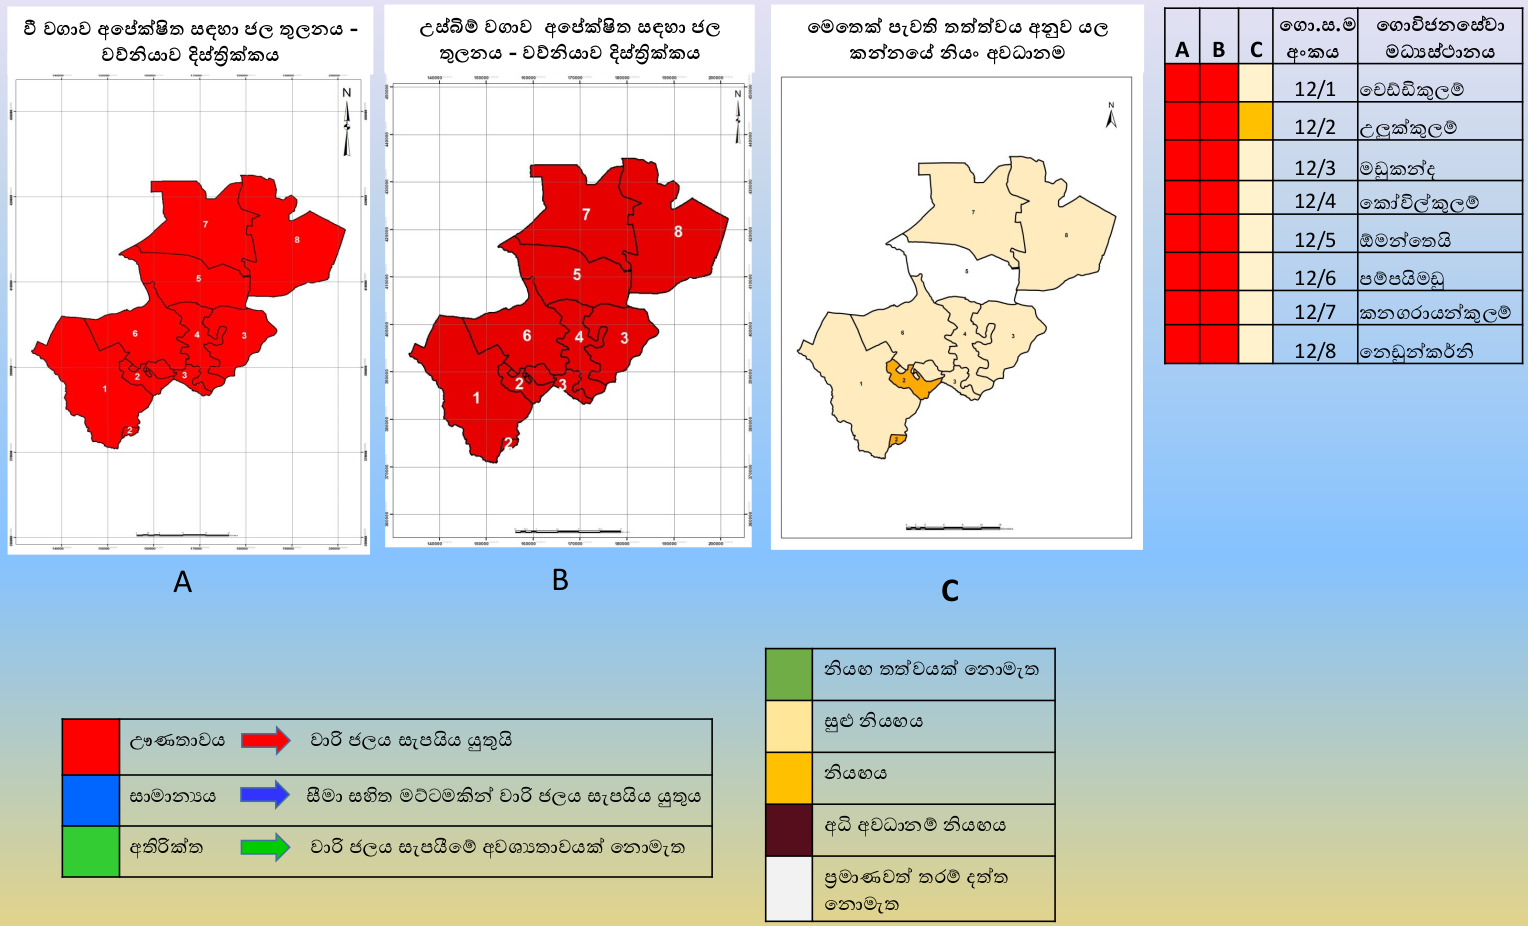 වී වගාව අපේක්ෂිත සඳහා ජල තුලනය –
වව්නියාව දිස්ත්‍රික්කය
උස්බිම් වගාව අපේක්ෂිත සඳහා ජල
තුලනය – වව්නියාව දිස්ත්‍රික්කය
මෙතෙක් පැවති තත්ත්වය අනුව යල
කන්නයේ නියං අවධානම
N
7
8
5
6
4
3
2
3
1
2
A
N
7
8
5
6
4
3
2
3
1
2
B
N
7
8
5
6
4
3
2
3
1
2
C
A B C ගො.ස.ම අංකය ගොවිජනසේවා මධ්‍යස්ථානය
12/1 චෙඩ්ඩිකුලම්
12/2 උලුක්කුලම්
12/3 මඩුකන්ද
12/4 කෝවිල්කුලම්
12/5 ඕමන්තෙයි
12/6 පම්පයිමඩු
12/7 කනගරායන්කුලම්
12/8 නෙඩුන්කර්නි
ඌණතාවය වාරි ජලය සැපයිය යුතුයි
සාමාන්‍යය සීමා සහිත මට්ටමකින් වාරි ජලය සැපයිය යුතුය
අතිරික්ත වාරි ජලය සැපයීමේ අවශ්‍යතාවයක් නොමැත
නියඟ තත්වයක් නොමැත
සුළු නියඟය
නියඟය
අධි අවධානම් නියඟය
ප්‍රමාණවත් තරම් දත්ත
නොමැත